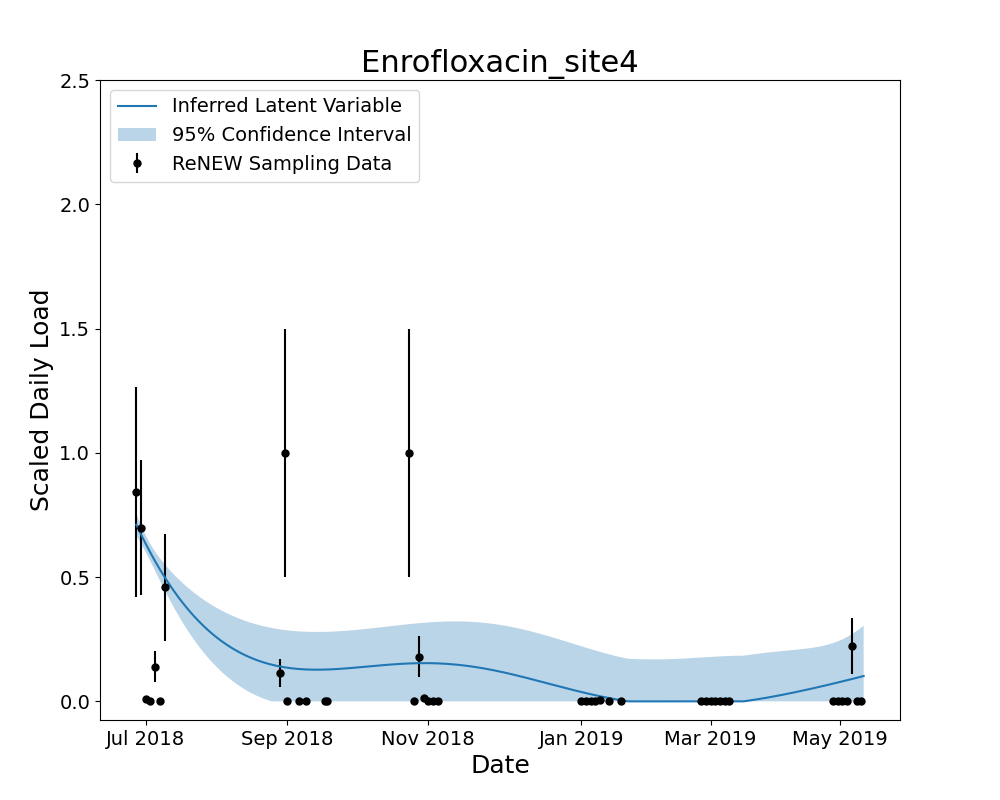 Enrofloxacin_site4
2.5
2.0
1.5
1.0
0.5
0.0
Scaled Daily Load
Inferred Latent Variable
95% Confidence Interval
ReNEW Sampling Data
Jul 2018
Sep 2018
Nov 2018
Jan 2019
Mar 2019
May 2019
Date